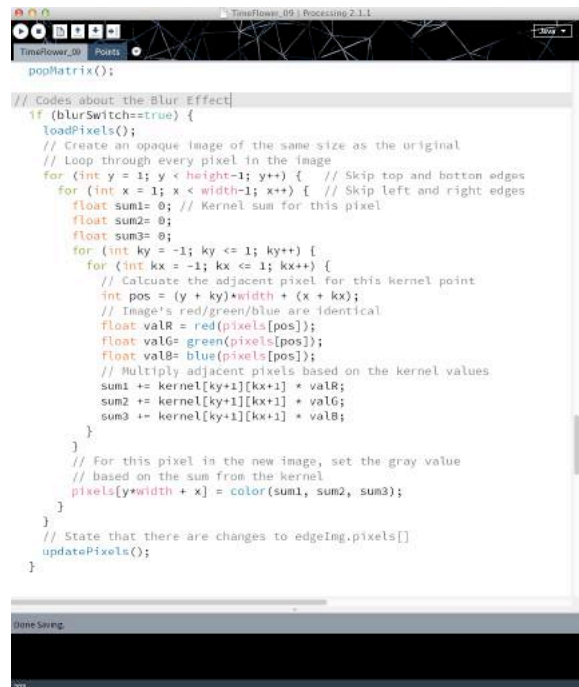 TimeFlower_09 | Processing 2.1.1
Java
TimeFlower_09 Points
popMatrix();
// Codes about the Blur Effect
if (blurSwitch==true) {
loadPixels();
// Create an opaque image of the same size as the original
// Loop through every pixel in the image
for (int y = 1; y < height-1; y++) { // Skip top and bottom edges
for (int x = 1; x < width-1; x++) { // Skip left and right edges
float sum1= 0; // Kernel sum for this pixel
float sum2= 0;
float sum3= 0;
for (int ky = -1; ky <= 1; ky++) {
for (int kx = -1; kx <= 1; kx++) {
// Calcuate the adjacent pixel for this kernel point
int pos = (y + ky)*width + (x + kx);
// Image's red/green/blue are identical
float valR = red(pixels[pos]);
float valG= green(pixels[pos]);
float valB= blue(pixels[pos]);
// Multiply adjacent pixels based on the kernel values
sum1 += kernel[ky+1][kx+1] * valR;
sum2 += kernel[ky+1][kx+1] * valG;
sum3 += kernel[ky+1][kx+1] * valB;
}
}
// For this pixel in the new image, set the gray value
// based on the sum from the kernel
pixels[y*width + x] = color(sum1, sum2, sum3);
}
}
// State that there are changes to edgeImg.pixels[]
updatePixels();
}
Done Saving.